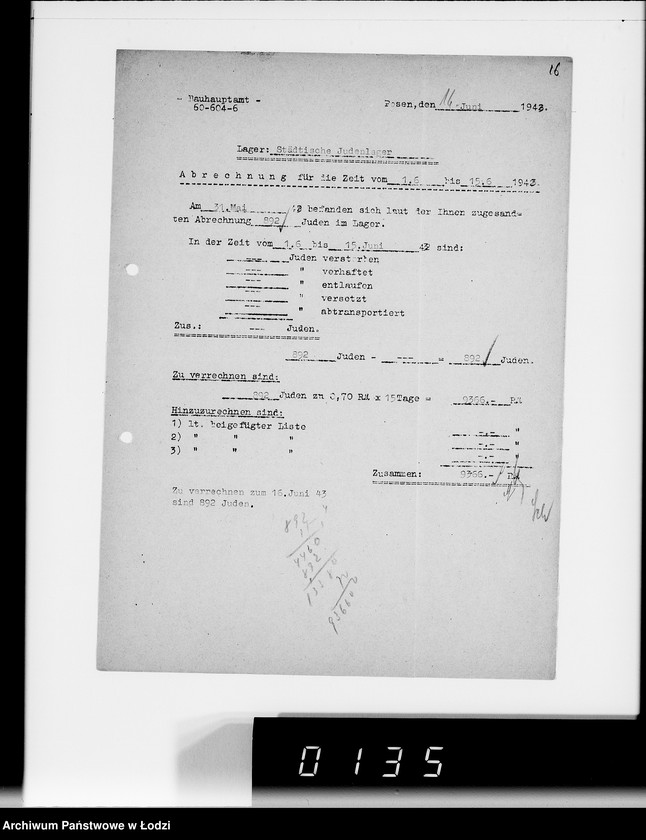 16
- Bauhauptamt -
60-604-6
Posen, den 16. Juni 1943.
Lager: Städtische Judenlager
Abrechnung für die Zeit vom 1.6 bis 15.6 1943.
Am 31.Mai 43 befanden sich laut der Ihnen zugesand-
ten Abrechnung 892 Juden im Lager.
In der Zeit vom 1.6 bis 15.Juni 43 sind:
--- Juden verstorben
--- " verhaftet
--- " entlaufen
--- " versetzt
" abtransportiert
Zus.: --- Juden.
892 Juden - --- = 892 Juden.
Zu verrechnen sind:
892 Juden zu 0,70 RM x 15 Tage = 9366.- RM
Hinzuzurechnen sind:
1) lt. beigefügter Liste -.- "
2) " " " -.- "
3) " " " -.- "
Zusammen: 9366.- RM
Zu verrechnen zum 16.Juni 43
sind 892 Juden.
892
15
4460
892
13380
70
936600
0135
Archiwum Państwowe w Łodzi